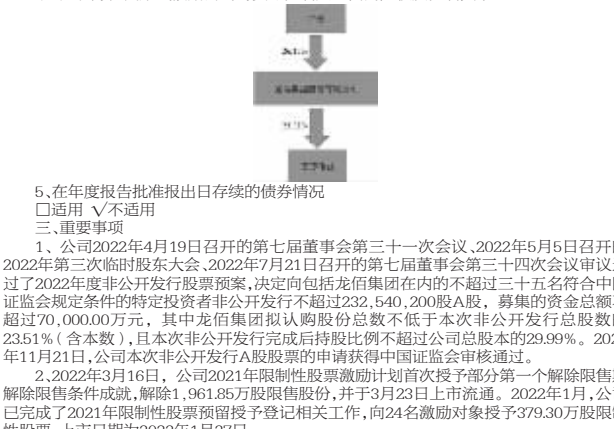 5、在年度报告批准报出日存续的债券情况
□适用 √不适用
三、重要事项
1、公司2022年4月19日召开的第七届董事会第三十一次会议、2022年5月5日召开
2022年第三次临时股东大会、2022年7月21日召开的第七届董事会第三十四次会议审议
过了2022年度非公开发行股票预案,决定向包括龙佰集团在内的不超过三十五名符合中
证监会规定条件的特定投资者非公开发行不超过232,540,200股A股，募集的资金总额
超过70,000.00万元，其中龙佰集团拟认购股份总数不低于本次非公开发行总股数
23.51%(含本数),且本次非公开发行完成后持股比例不超过公司总股本的29.99%。202
年11月21日,公司本次非公开发行A股股票的申请获得中国证监会审核通过。
2、2022年3月16日，公司2021年限制性股票激励计划首次授予部分第一个解除限售
解除限售条件成就,解除1,961.85万股限售股份,并于3月23日上市流通。2022年1月,公
已完成了2021年限制性股票预留授予登记相关工作,向24名激励对象授予379.30万股限
性股票,上市日期为2022年1月27日。